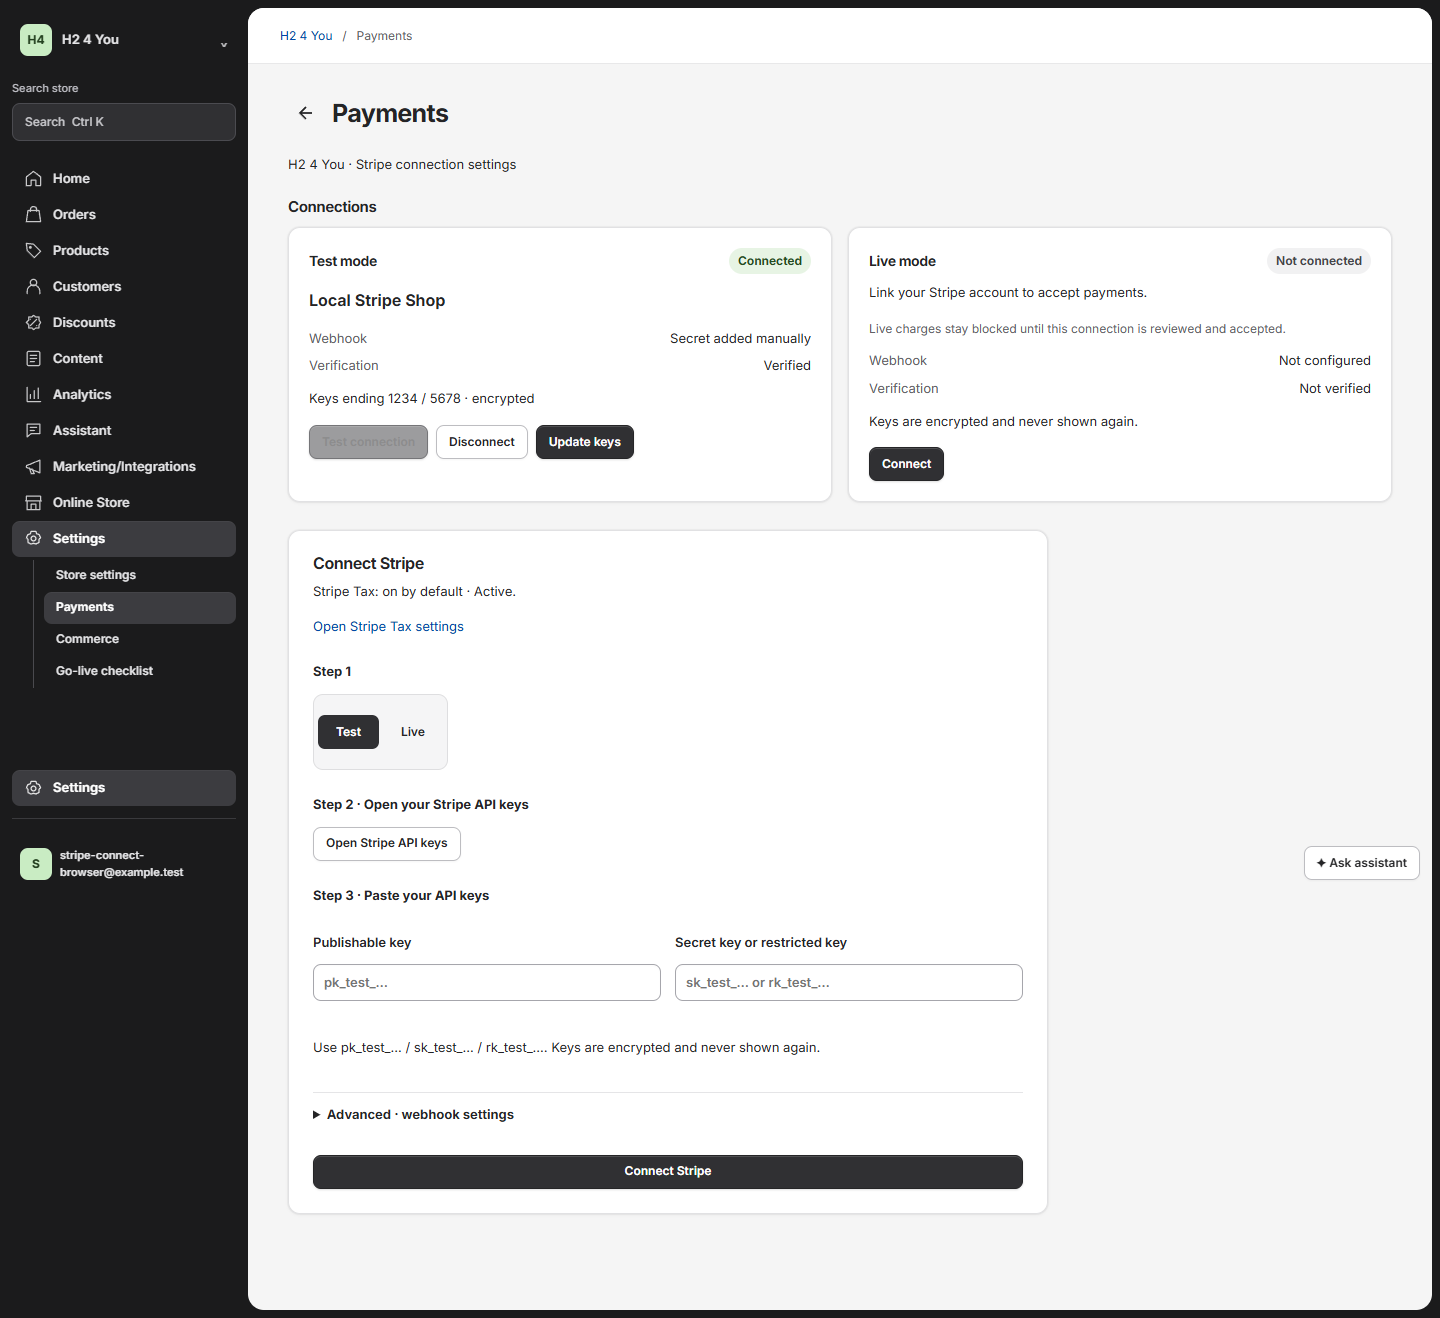 H4 H2 4 You
Search store
Search Ctrl K
Home
Orders
Products
Customers
Discounts
Content
Analytics
Assistant
Marketing/Integrations
Online Store
Settings
Store settings
Payments
Commerce
Go-live checklist
Settings
S
stripe-connect-
browser@example.test
H2 4 You / Payments
← Payments
H2 4 You · Stripe connection settings
Connections
Test mode Connected
Local Stripe Shop
Webhook Secret added manually
Verification Verified
Keys ending 1234 / 5678 · encrypted
Test connection Disconnect Update keys
Live mode Not connected
Link your Stripe account to accept payments.
Live charges stay blocked until this connection is reviewed and accepted.
Webhook Not configured
Verification Not verified
Keys are encrypted and never shown again.
Connect
Connect Stripe
Stripe Tax: on by default · Active.
Open Stripe Tax settings
Step 1
Test Live
Step 2 · Open your Stripe API keys
Open Stripe API keys
Step 3 · Paste your API keys
Publishable key Secret key or restricted key
pk_test_... sk_test_... or rk_test_...
Use pk_test_... / sk_test_... / rk_test_.... Keys are encrypted and never shown again.
▶ Advanced · webhook settings
Connect Stripe
✦ Ask assistant